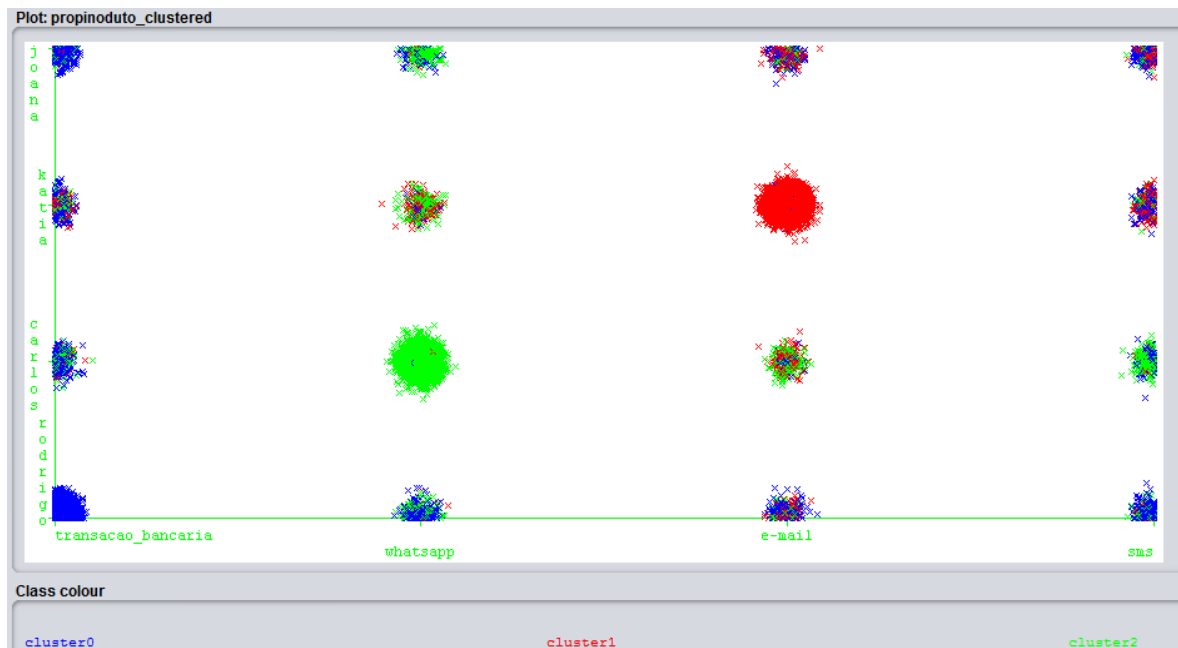 Plot: propinoduto_clustered
joana
katia
carlos
rodrigo
transacao_bancaria
whatsapp
e-mail
sms
Class colour
cluster0 cluster1 cluster2